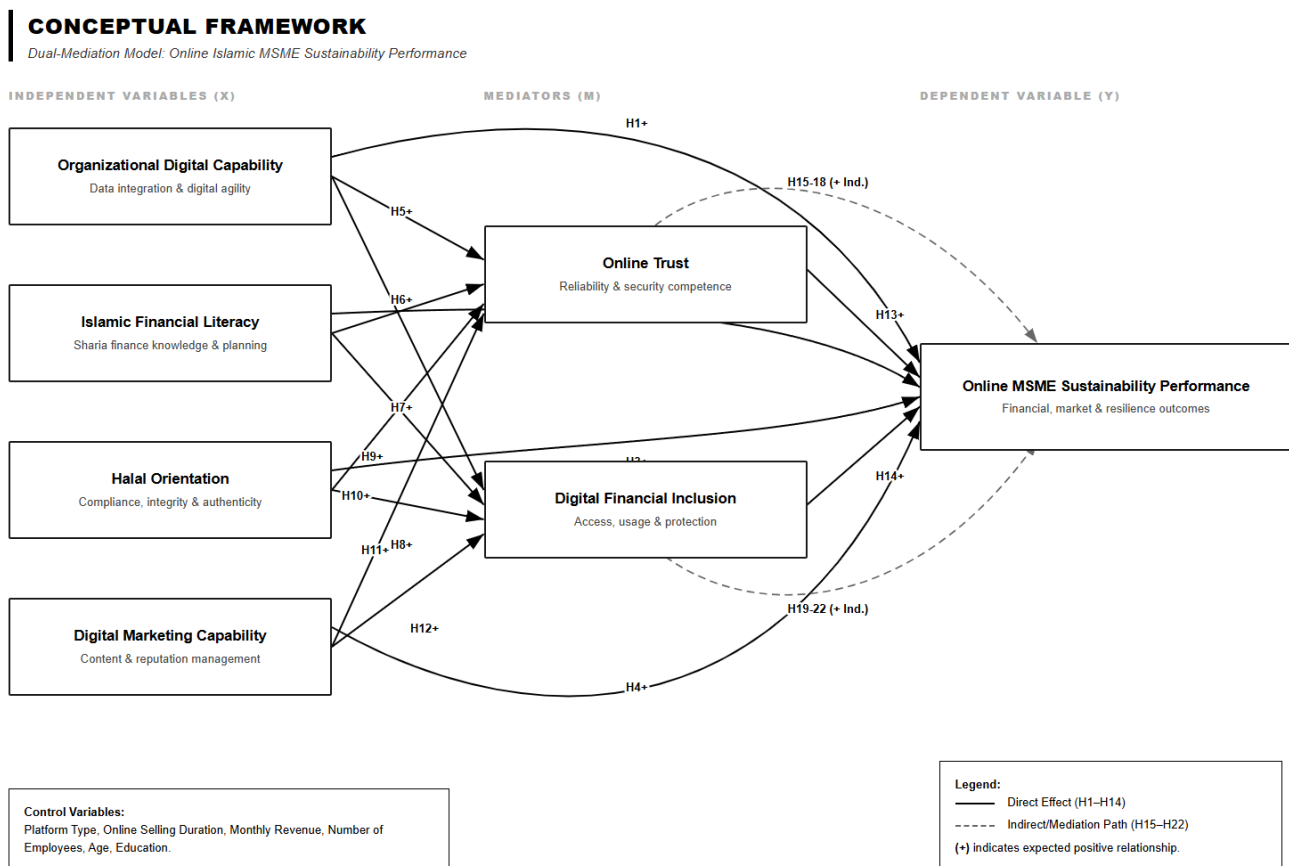 CONCEPTUAL FRAMEWORK
Dual-Mediation Model: Online Islamic MSME Sustainability Performance
INDEPENDENT VARIABLES (X)
MEDIATORS (M)
DEPENDENT VARIABLE (Y)
H1+
Organizational Digital Capability
Data integration & digital agility
H15-18 (+ Ind.)
H5+
Online Trust
Reliability & security competence
H6+
Islamic Financial Literacy
Sharia finance knowledge & planning
H13+
Online MSME Sustainability Performance
Financial, market & resilience outcomes
H7+
H9+
Halal Orientation
Compliance, integrity & authenticity
H10+
H14+
Digital Financial Inclusion
Access, usage & protection
H11+
H8+
H19-22 (+ Ind.)
H12+
Digital Marketing Capability
Content & reputation management
H4+
Control Variables:
Platform Type, Online Selling Duration, Monthly Revenue, Number of
Employees, Age, Education.
Legend:
Direct Effect (H1–H14)
Indirect/Mediation Path (H15–H22)
(+) indicates expected positive relationship.